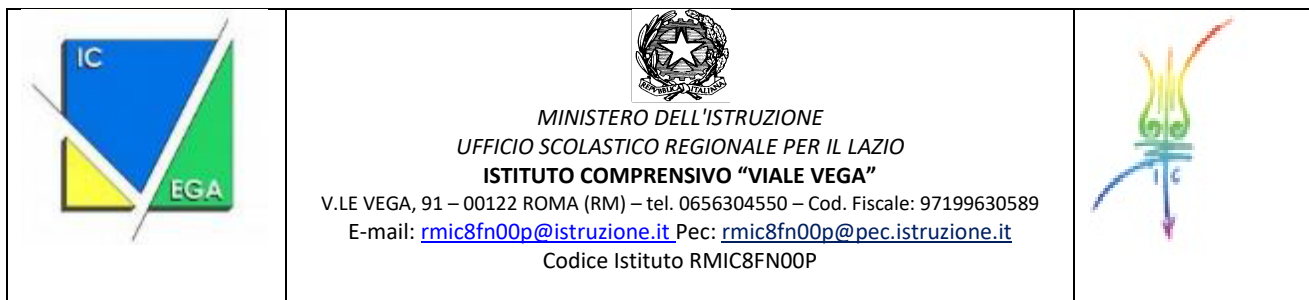 IC
EGA
REPVBBLICA ITALIANA
MINISTERO DELL'ISTRUZIONE
UFFICIO SCOLASTICO REGIONALE PER IL LAZIO
ISTITUTO COMPRENSIVO “VIALE VEGA”
V.LE VEGA, 91 – 00122 ROMA (RM) – tel. 0656304550 – Cod. Fiscale: 97199630589
E-mail: rmic8fn00p@istruzione.it Pec: rmic8fn00p@pec.istruzione.it
Codice Istituto RMIC8FN00P
I C